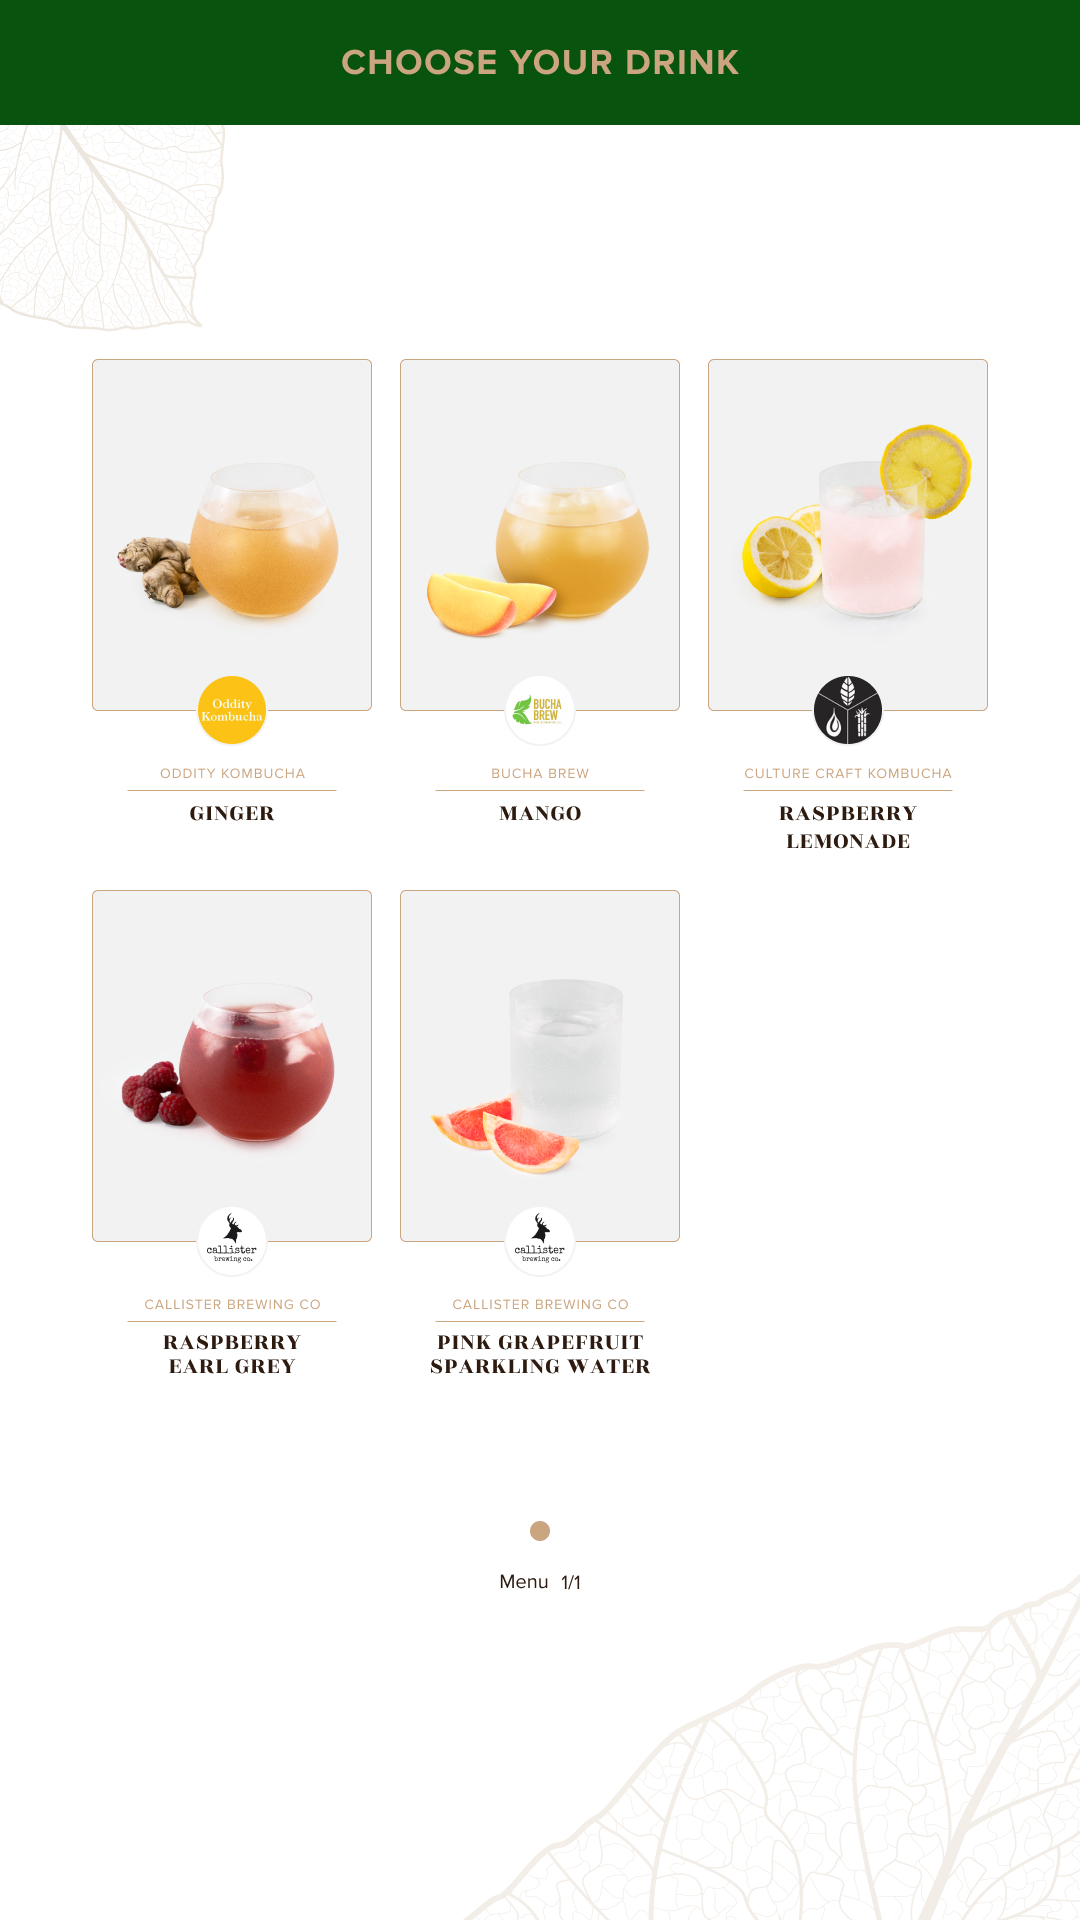 CHOOSE YOUR DRINK
Oddity
Kombucha
BUCHA
BREW
ODDITY KOMBUCHA
BUCHA BREW
CULTURE CRAFT KOMBUCHA
GINGER
MANGO
RASPBERRY
LEMONADE
callister
brewing co.
callister
brewing co.
CALLISTER BREWING CO
CALLISTER BREWING CO
RASPBERRY
EARL GREY
PINK GRAPEFRUIT
SPARKLING WATER
Menu 1/1